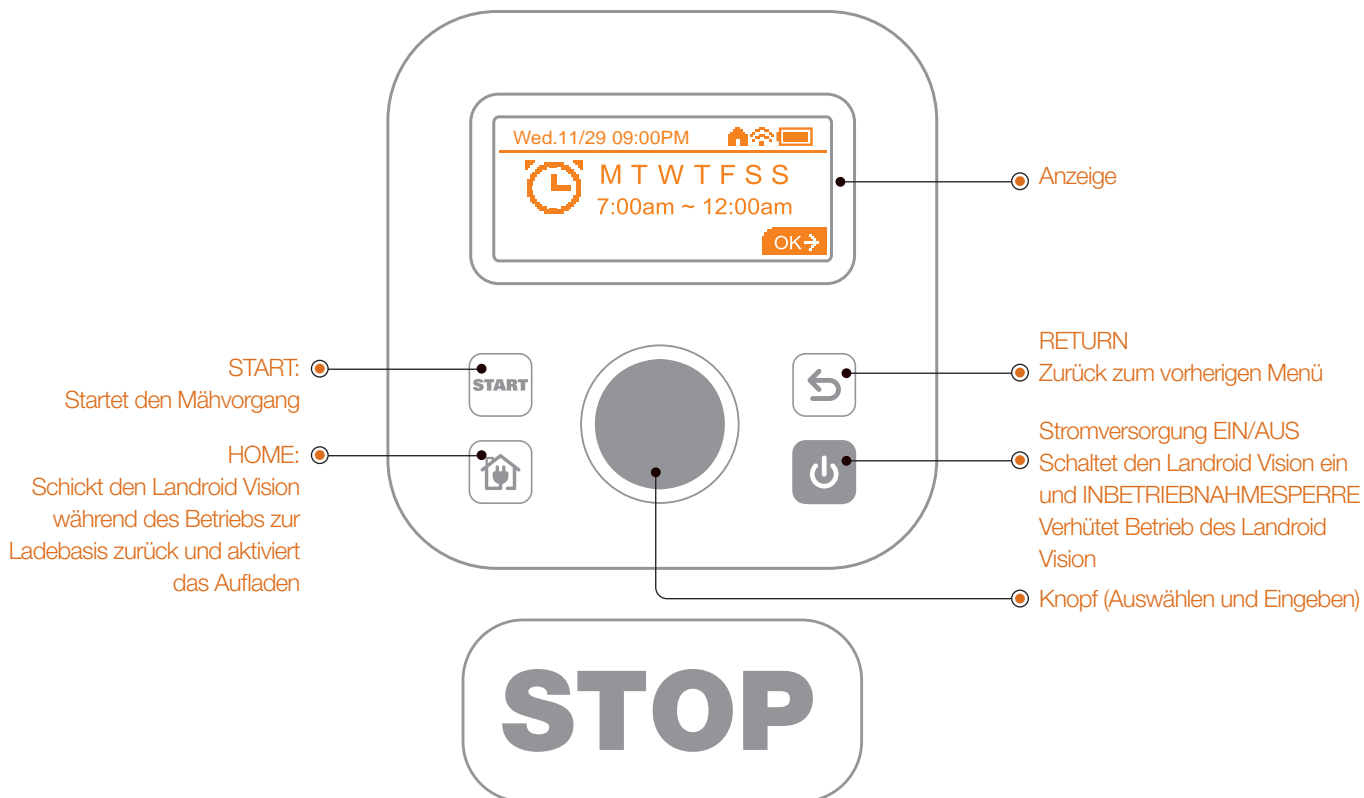 Wed.11/29 09:00PM
M T W T F S S
7:00am ~ 12:00am
OK
Anzeige
START:
Startet den Mähvorgang
START
RETURN
Zurück zum vorherigen Menü
HOME:
Schickt den Landroid Vision
während des Betriebs zur
Ladebasis zurück und aktiviert
das Aufladen
Stromversorgung EIN/AUS
Schaltet den Landroid Vision ein
und INBETRIEBNAHMESPERRE
Verhütet Betrieb des Landroid
Vision
Knopf (Auswählen und Eingeben)
STOP